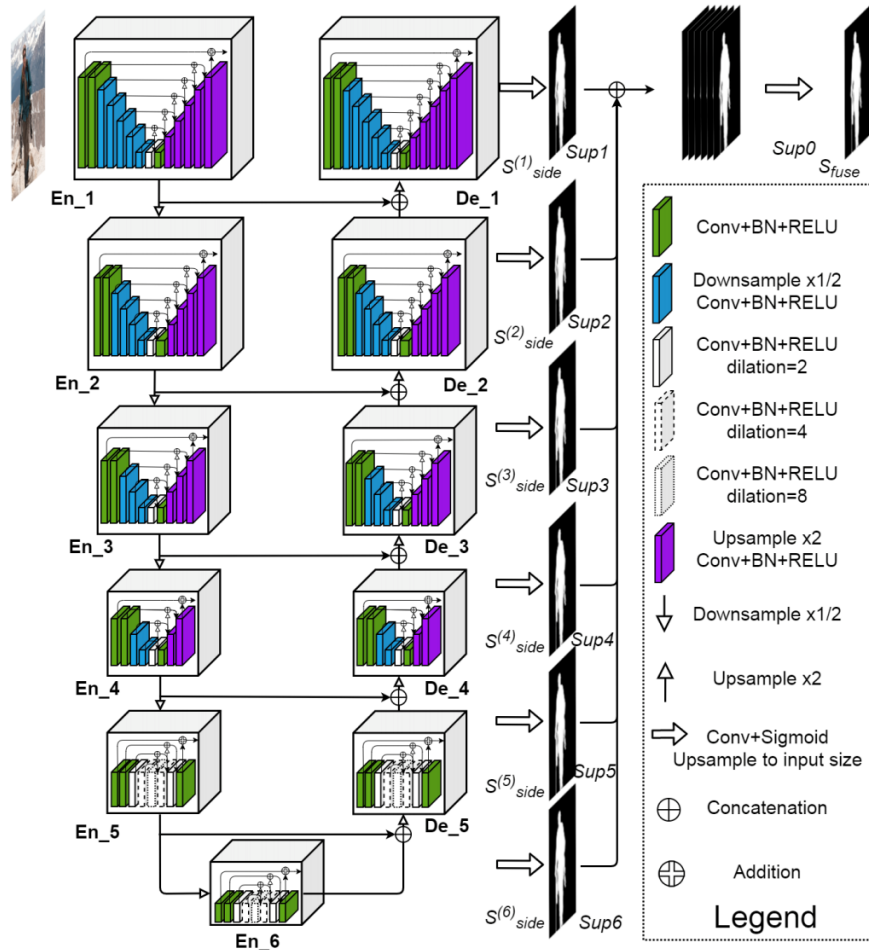 En_1
De_1
S(1)side
Sup1
Sup0
Sfuse
En_2
De_2
S(2)side
Sup2
En_3
De_3
S(3)side
Sup3
En_4
De_4
S(4)side
Sup4
En_5
De_5
S(5)side
Sup5
En_6
S(6)side
Sup6
Conv+BN+RELU
Downsample x1/2
Conv+BN+RELU
Conv+BN+RELU
dilation=2
Conv+BN+RELU
dilation=4
Conv+BN+RELU
dilation=8
Upsample x2
Conv+BN+RELU
Downsample x1/2
Upsample x2
Conv+Sigmoid
Upsample to input size
Concatenation
Addition
Legend